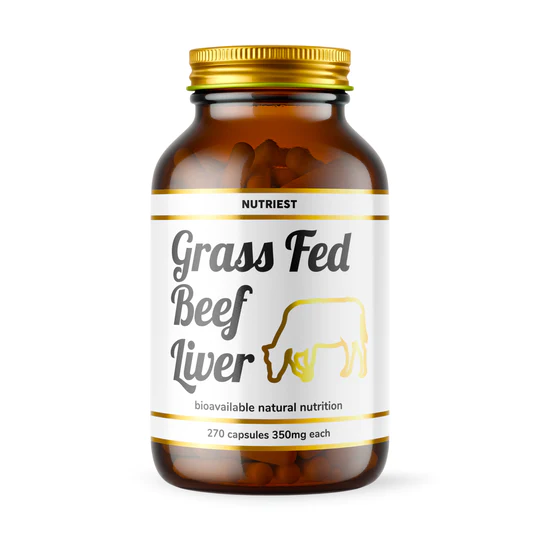 NUTRIEST
Grass Fed
Beef
Liver
bioavailable natural nutrition
270 capsules 350mg each